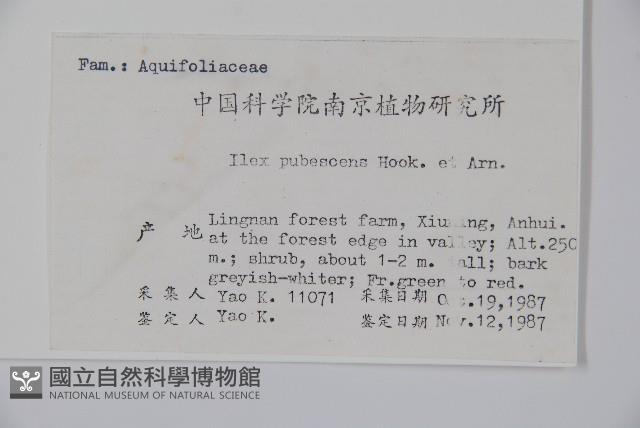 Fam.: Aquifoliaceae
中国科学院南京植物研究所
Ilex pubescens Hook. et Arn.
产 地 Lingnan forest farm, Anhui.
at the forest edge in valley; Alt.250
m.; shrub, about 1-2 m. tall; bark
greyish-whiter; Fr.green to red.
采集人 Yao K. 11071 采集日期 Oct.19,1987
鉴定人 Yao K. 鉴定日期 Nov.12,1987
國立自然科學博物館
NATIONAL MUSEUM OF NATURAL SCIENCE